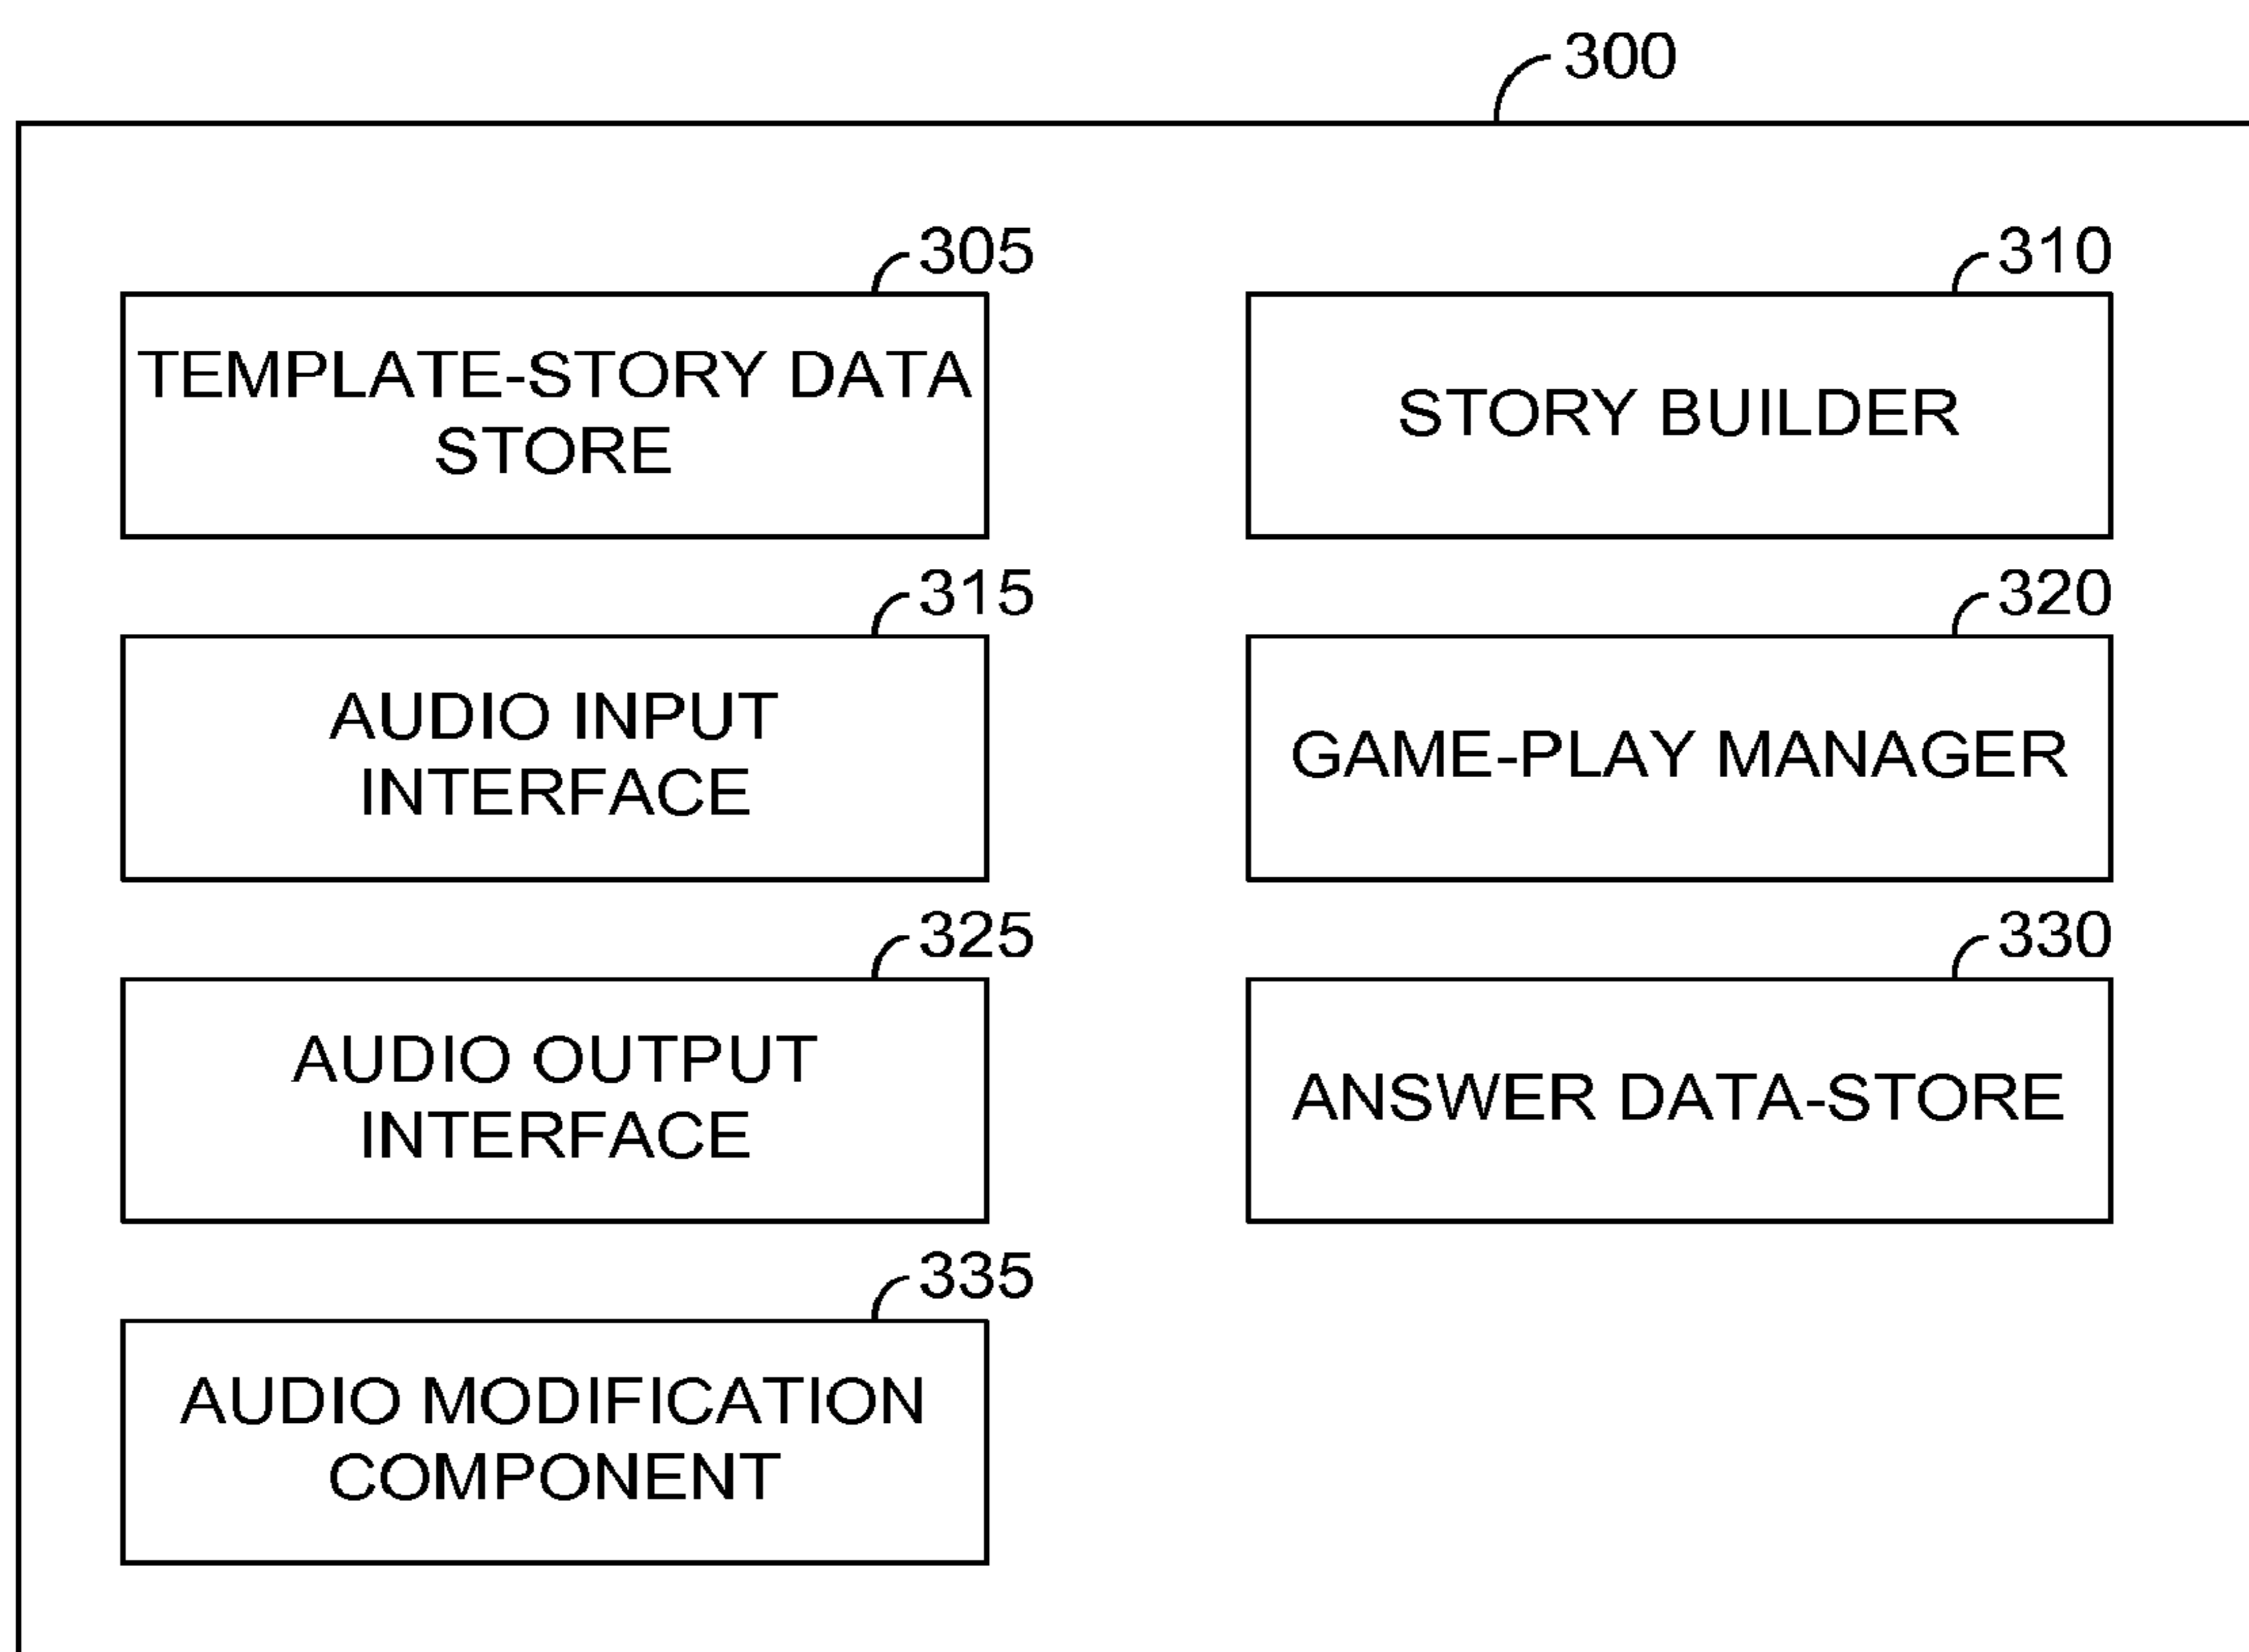 300
305
TEMPLATE-STORY DATA
STORE
310
STORY BUILDER
315
AUDIO INPUT
INTERFACE
320
GAME-PLAY MANAGER
325
AUDIO OUTPUT
INTERFACE
330
ANSWER DATA-STORE
335
AUDIO MODIFICATION
COMPONENT